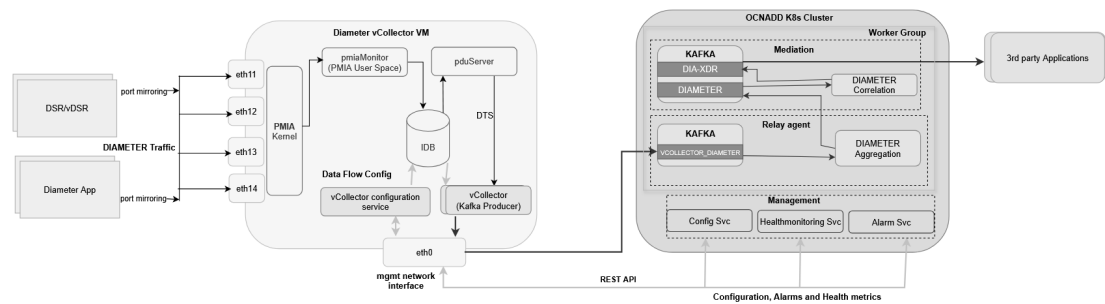 OCNADD K8s Cluster
Diameter vCollector VM
Worker Group
Mediation
pmiaMonitor
(PMIA User Space)
pduServer
KAFKA
DIA-XDR
DIAMETER
DIAMETER
Correlation
3rd party Applications
DSR/vDSR
port mirroring
eth11
eth12
eth13
eth14
PMIA
Kernel
IDB
DTS
DIAMETER Traffic
Relay agent
KAFKA
VCOLLECTOR_DIAMETER
DIAMETER
Aggregation
Diameter App
port mirroring
Data Flow Config
vCollector configuration
service
vCollector
(Kafka Producer)
Management
Config Svc
Healthmonitoring Svc
Alarm Svc
eth0
mgmt network
interface
REST API
Configuration, Alarms and Health metrics